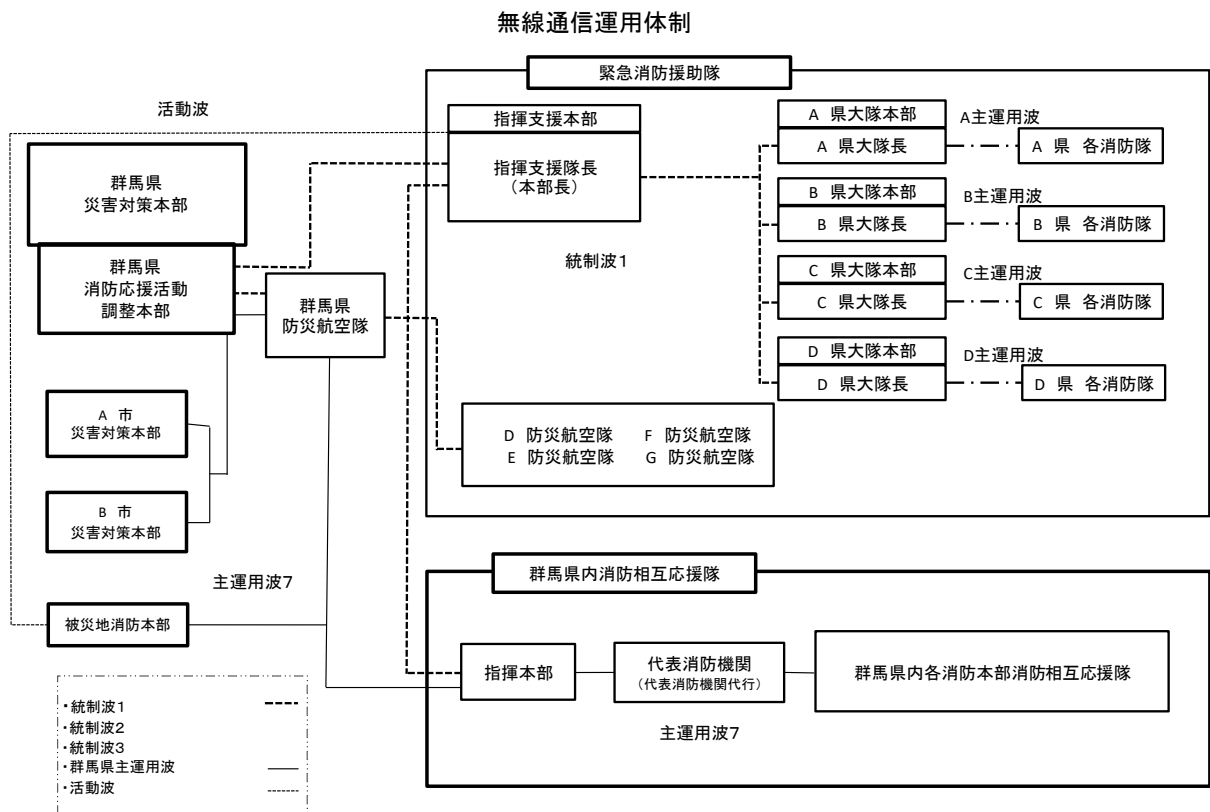 無線通信運用体制
緊急消防援助隊
活動波
指揮支援本部
指揮支援隊長
（本部長）
A 県大隊本部
A 県大隊長
A主運用波
A 県 各消防隊
B 県大隊本部
B 県大隊長
B主運用波
B 県 各消防隊
統制波１
C 県大隊本部
C 県大隊長
C主運用波
C 県 各消防隊
D 県大隊本部
D 県大隊長
D主運用波
D 県 各消防隊
群馬県
災害対策本部
群馬県
消防応援活動
調整本部
群馬県
防災航空隊
D 防災航空隊 F 防災航空隊
E 防災航空隊 G 防災航空隊
A 市
災害対策本部
B 市
災害対策本部
主運用波７
被災地消防本部
群馬県内消防相互応援隊
指揮本部
代表消防機関
（代表消防機関代行）
群馬県内各消防本部消防相互応援隊
主運用波７
・統制波１
・統制波２
・統制波３
・群馬県主運用波
・活動波